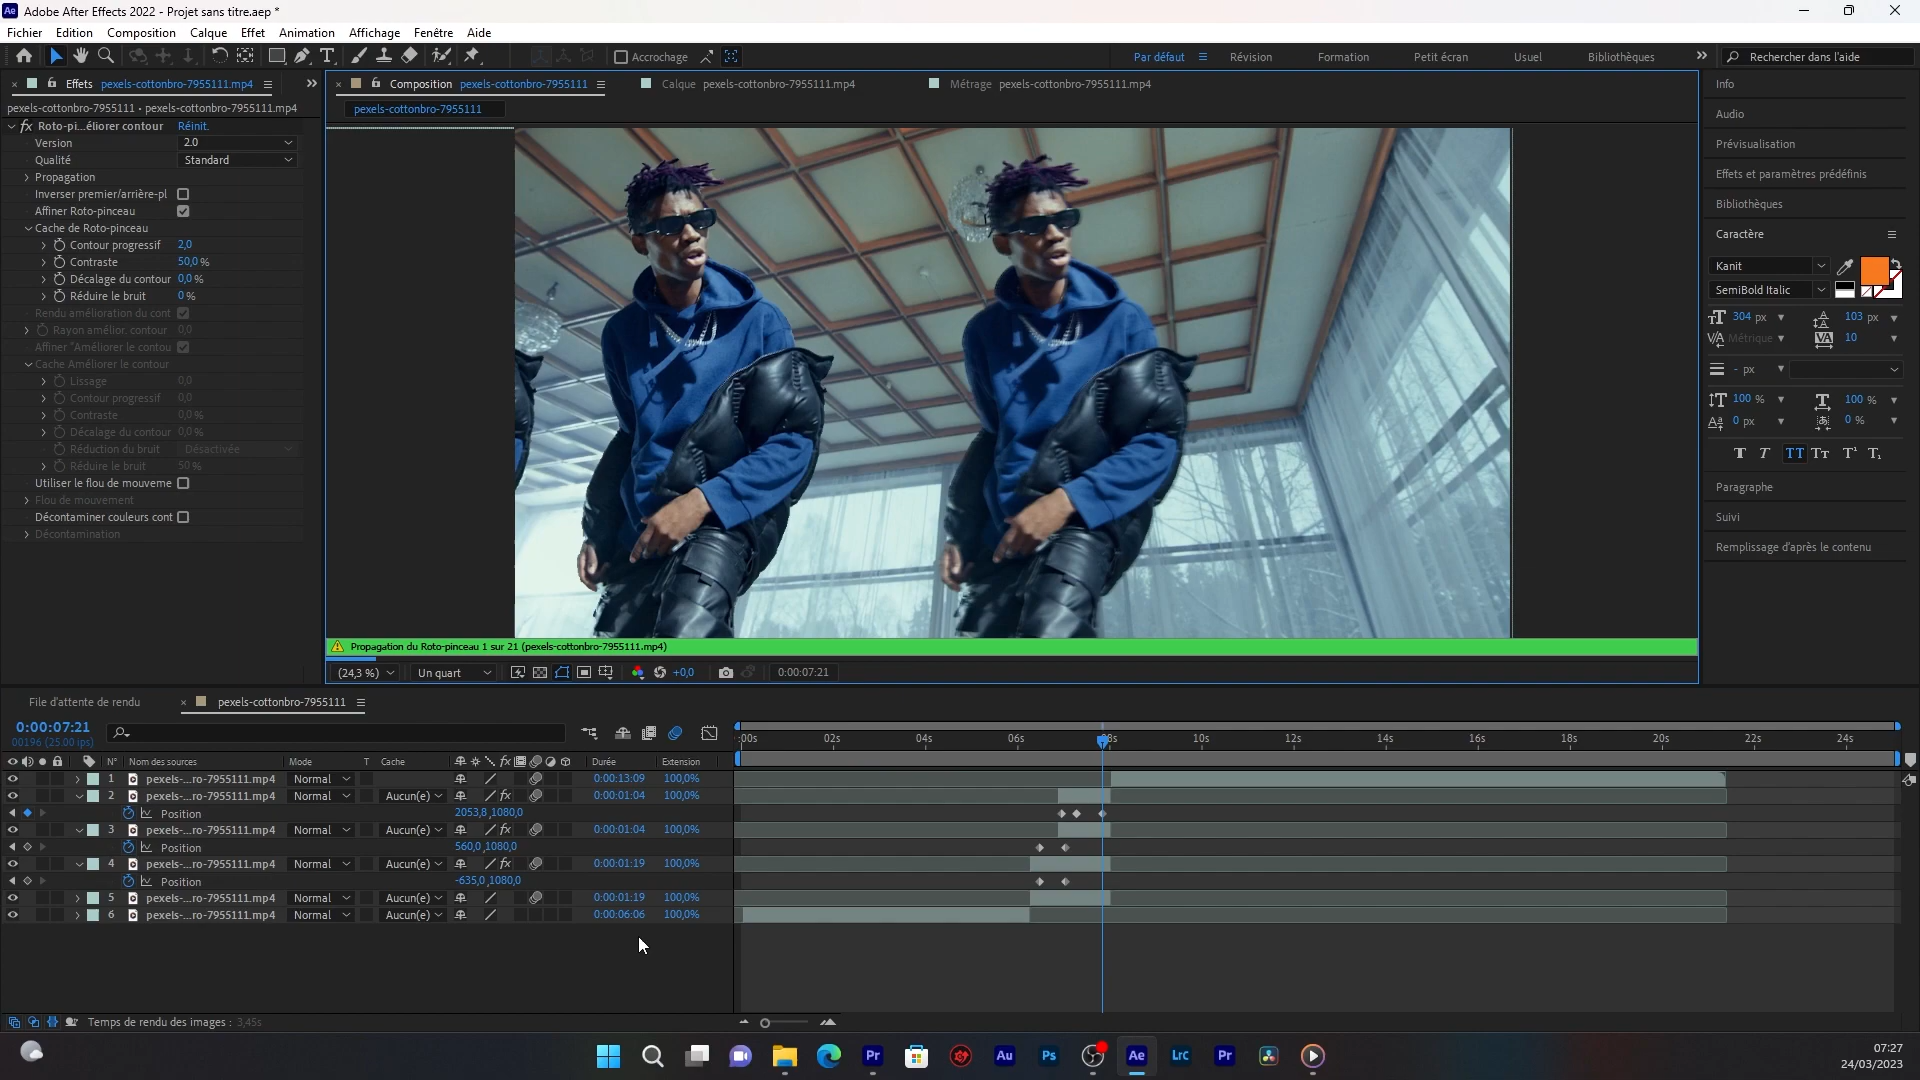 Adobe After Effects 2022 - Projet sans titre.aep *
Fichier Edition Composition Calque Effet Animation Affichage Fenêtre Aide
Accrochage
Par défaut Révision Formation Petit écran Usuel Bibliothèques
Rechercher dans l'aide
Effets pexels-cottonbro-7955111.mp4
Composition pexels-cottonbro-7955111
Calque pexels-cottonbro-7955111.mp4
Métrage pexels-cottonbro-7955111.mp4
pexels-cottonbro-7955111 • pexels-cottonbro-7955111.mp4
pexels-cottonbro-7955111
fx Roto-pi...éliorer contour Réinit.
Version 2.0
Qualité Standard
Propagation
Inverser premier/arrière-pl
Affiner Roto-pinceau
Cache de Roto-pinceau
Contour progressif 2,0
Contraste 50,0 %
Décalage du contour 0,0 %
Réduire le bruit 0 %
Rendu amélioration du cont
Rayon amélior. contour 0,0
Affiner "Améliorer le contou
Cache Améliorer le contour
Lissage 0,0
Contour progressif 0,0
Contraste 0,0 %
Décalage du contour 0,0 %
Réduction du bruit Désactivée
Réduire le bruit 50 %
Utiliser le flou de mouveme
Flou de mouvement
Décontaminer couleurs cont
Décontamination
Propagation du Roto-pinceau 1 sur 21 (pexels-cottonbro-7955111.mp4)
(24,3 %) Un quart +0,0 0:00:07:21
Info
Audio
Prévisualisation
Effets et paramètres prédéfinis
Bibliothèques
Caractère
Kanit
SemiBold Italic
304 px 103 px
Métrique 10
- px
100 % 100 %
0 px 0 %
T T TT Tт T¹ T₁
Paragraphe
Suivi
Remplissage d'après le contenu
File d'attente de rendu pexels-cottonbro-7955111
0:00:07:21
00196 (25.00 ips)
:00s 02s 04s 06s 08s 10s 12s 14s 16s 18s 20s 22s 24s
N° Nom des sources Mode T Cache fx Durée Extension
1 pexels-...ro-7955111.mp4 Normal 0:00:13:09 100,0%
2 pexels-...ro-7955111.mp4 Normal Aucun(e) fx 0:00:01:04 100,0%
Position 2053,8 ,1080,0
3 pexels-...ro-7955111.mp4 Normal Aucun(e) fx 0:00:01:04 100,0%
Position 560,0 ,1080,0
4 pexels-...ro-7955111.mp4 Normal Aucun(e) fx 0:00:01:19 100,0%
Position -635,0 ,1080,0
5 pexels-...ro-7955111.mp4 Normal Aucun(e) 0:00:01:19 100,0%
6 pexels-...ro-7955111.mp4 Normal Aucun(e) 0:00:06:06 100,0%
Temps de rendu des images : 3,45s
Pr Au Ps Ae LrC Pr
07:27
24/03/2023